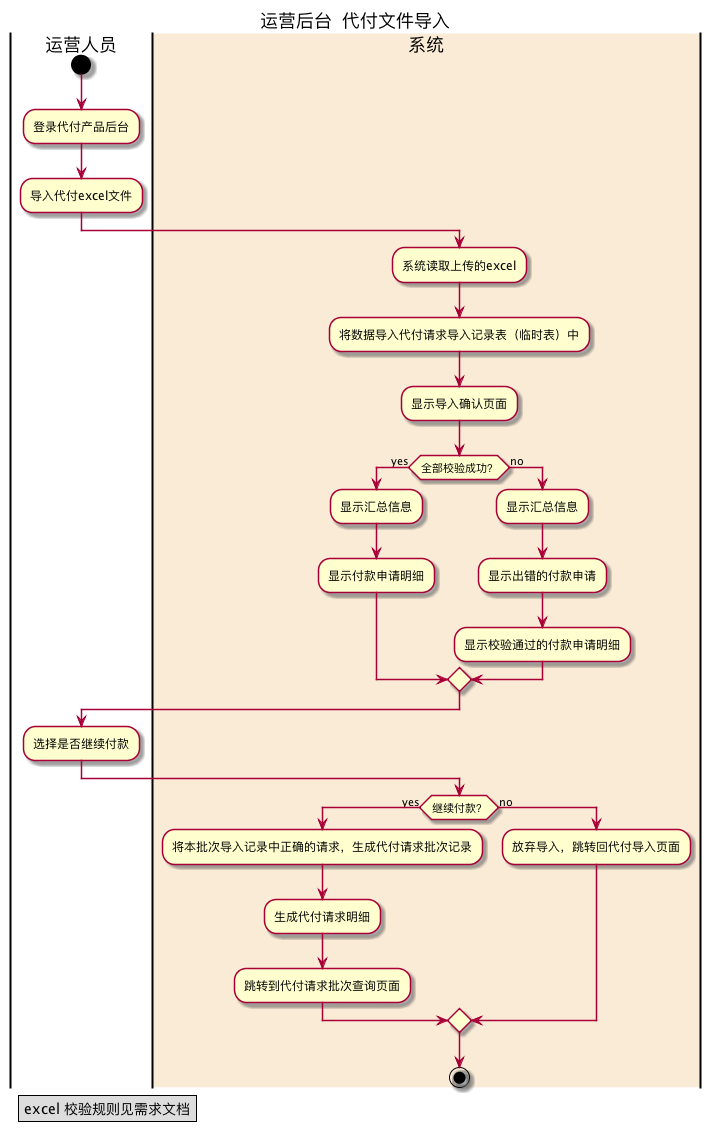 运营后台 代付文件导入
运营人员
系统
登录代付产品后台
导入代付excel文件
系统读取上传的excel
将数据导入代付请求导入记录表（临时表）中
显示导入确认页面
yes
全部校验成功？
no
显示汇总信息
显示汇总信息
显示付款申请明细
显示出错的付款申请
显示校验通过的付款申请明细
选择是否继续付款
yes
继续付款？
no
将本批次导入记录中正确的请求，生成代付请求批次记录
放弃导入，跳转回代付导入页面
生成代付请求明细
跳转到代付请求批次查询页面
excel 校验规则见需求文档